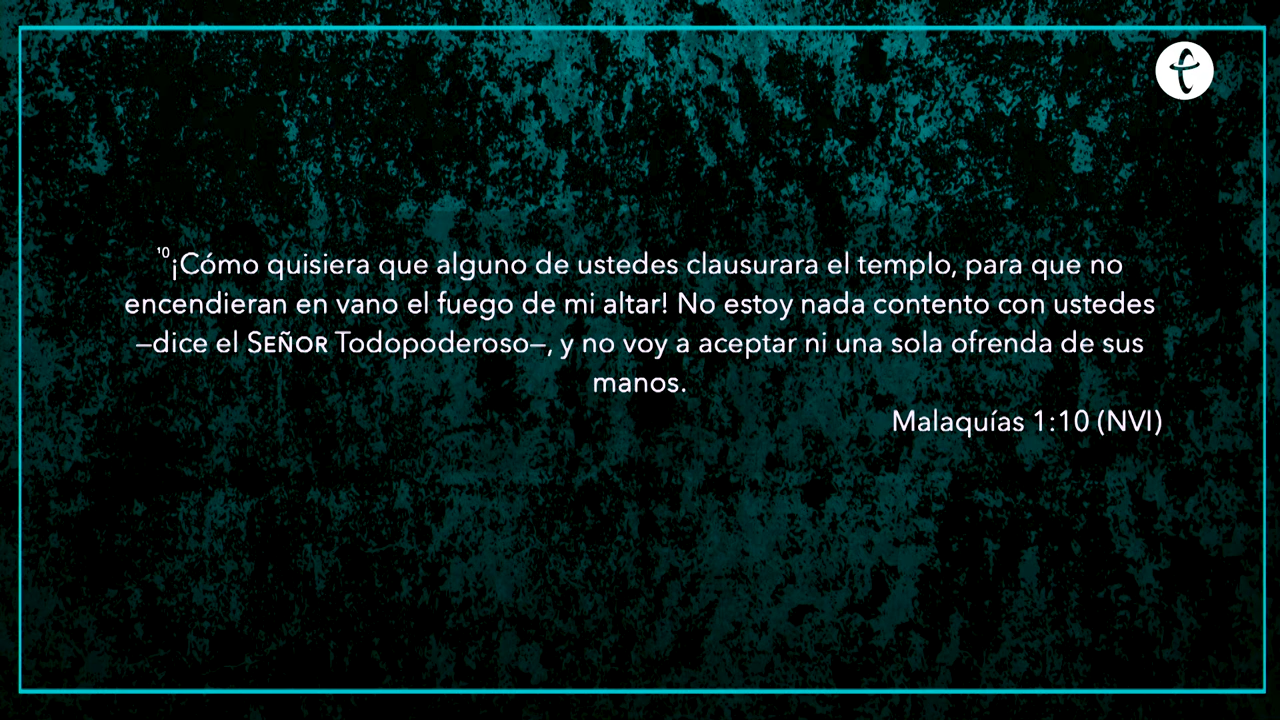 ¹⁰¡Cómo quisiera que alguno de ustedes clausurara el templo, para que no
encendieran en vano el fuego de mi altar! No estoy nada contento con ustedes
—dice el Sᴇñᴏʀ Todopoderoso—, y no voy a aceptar ni una sola ofrenda de sus
manos.
Malaquías 1:10 (NVI)